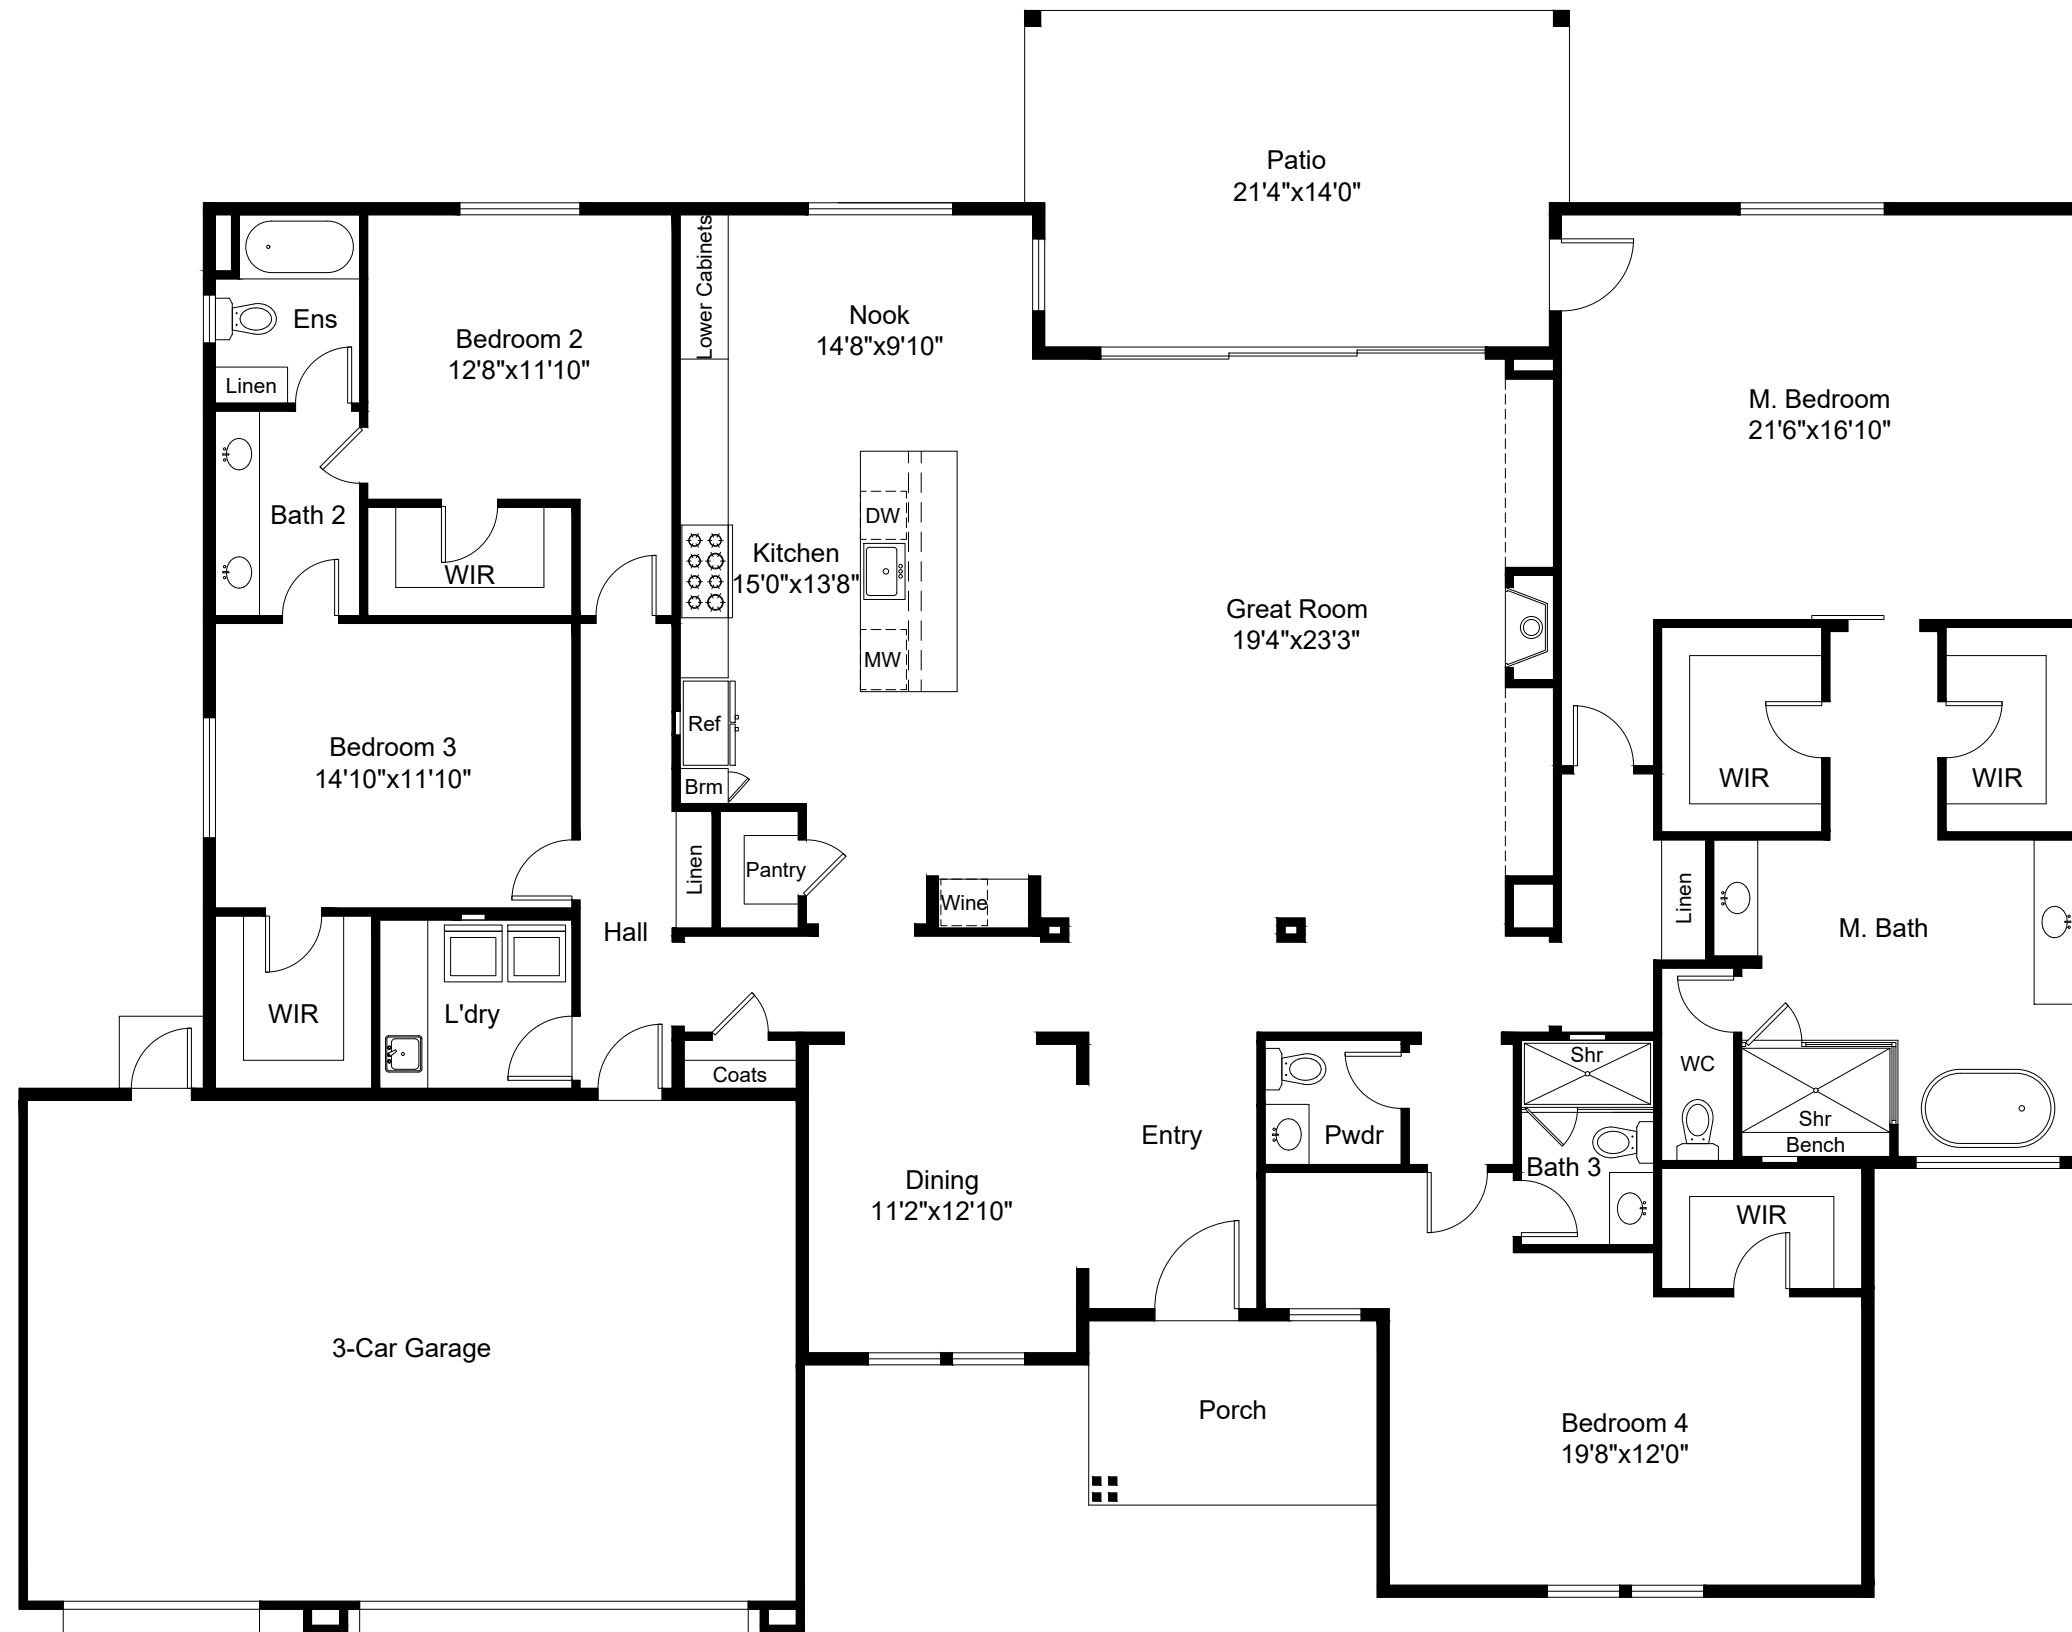 Patio
21'4"x14'0"
Lower Cabinets
Ens
Nook
14'8"x9'10"
Bedroom 2
12'8"x11'10"
Linen
M. Bedroom
21'6"x16'10"
Bath 2
DW
Kitchen
15'0"x13'8"
WIR
Great Room
19'4"x23'3"
MW
Ref
Bedroom 3
14'10"x11'10"
WIR
WIR
Brm
Linen
Pantry
Wine
Linen
Hall
M. Bath
WIR
L'dry
Coats
Shr
WC
Shr
Bench
Entry
Pwdr
Bath 3
Dining
11'2"x12'10"
WIR
3-Car Garage
Porch
Bedroom 4
19'8"x12'0"